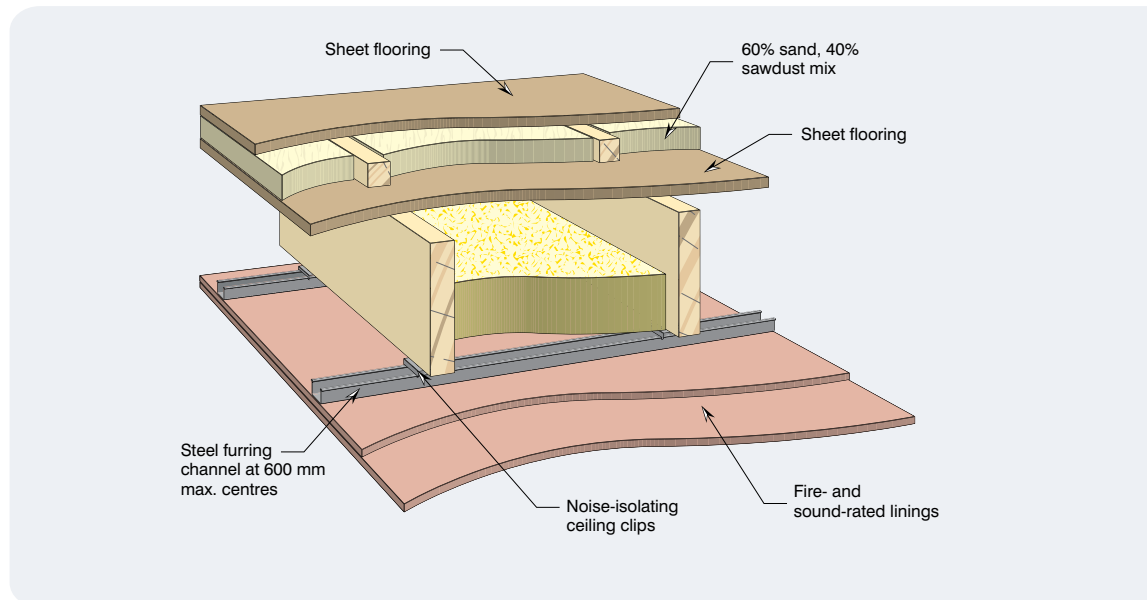 Sheet flooring
60% sand, 40%
sawdust mix
Sheet flooring
Steel furring
channel at 600 mm
max. centres
Noise-isolating
ceiling clips
Fire- and
sound-rated linings